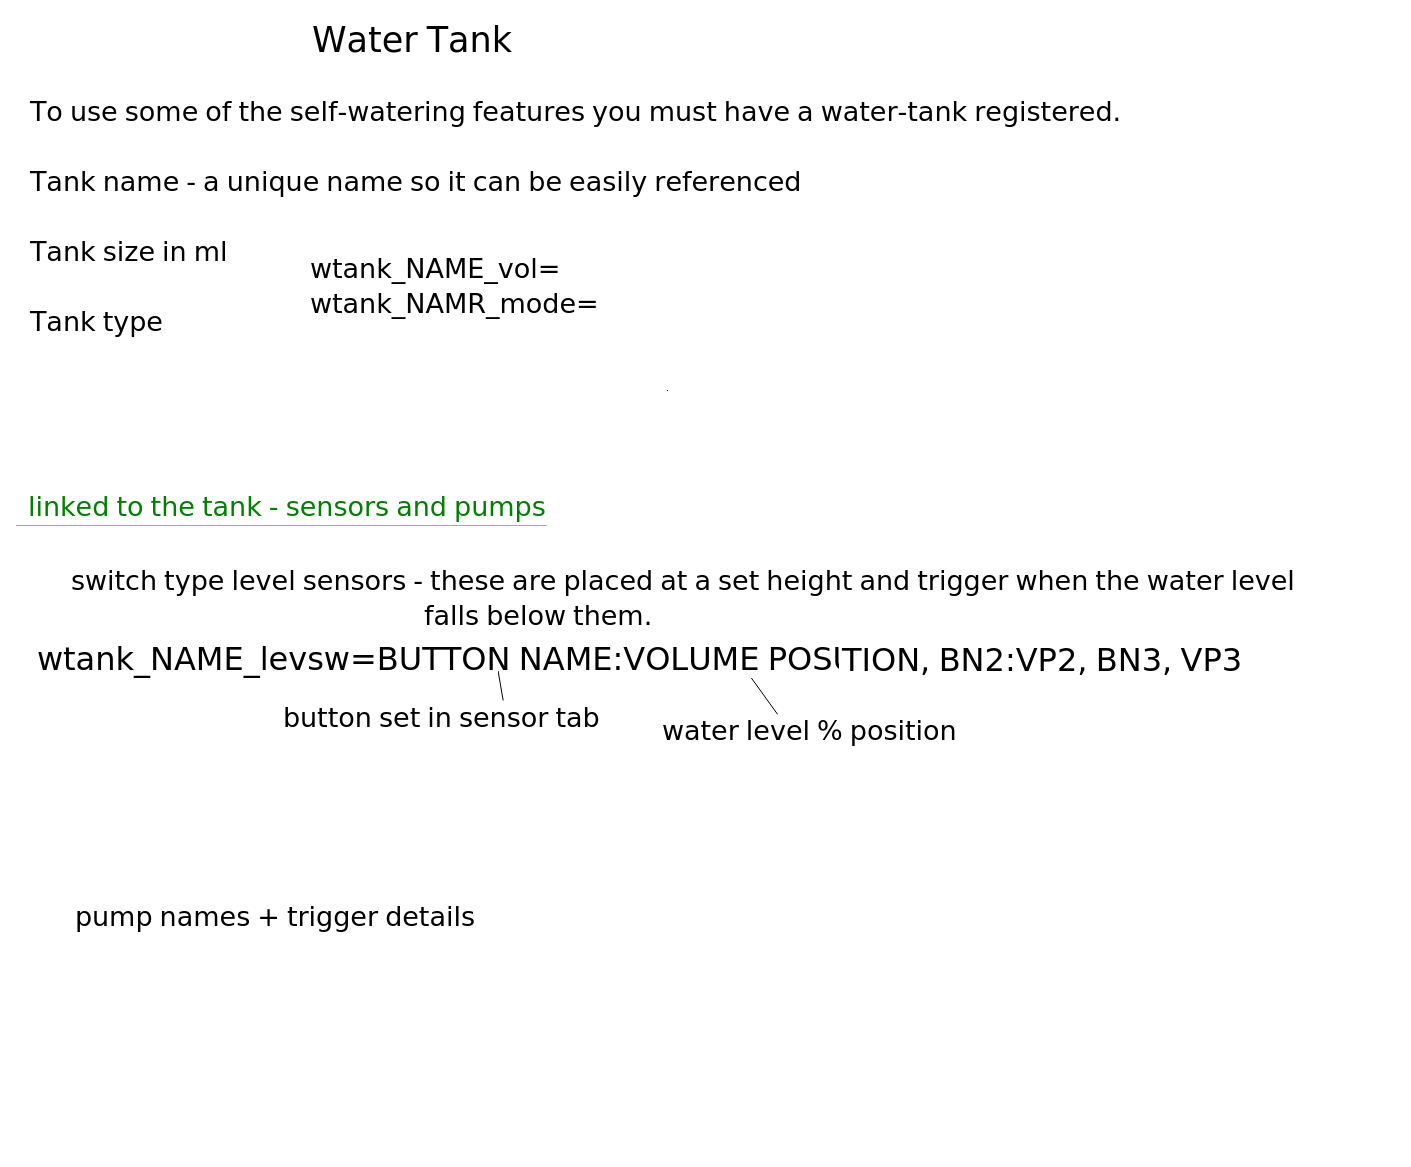 Water Tank
To use some of the self-watering features you must have a water-tank registered.
Tank name - a unique name so it can be easily referenced
Tank size in ml
wtank_NAME_vol=
wtank_NAMR_mode=
Tank type
linked to the tank - sensors and pumps
switch type level sensors - these are placed at a set height and trigger when the water level
falls below them.
wtank_NAME_levsw=BUTTON NAME:VOLUME POSITION, BN2:VP2, BN3, VP3
button set in sensor tab
water level % position
pump names + trigger details